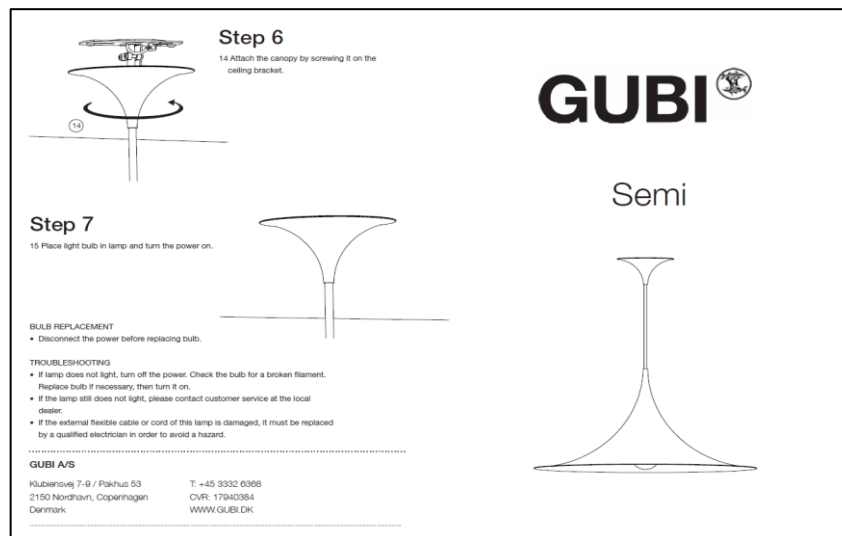 Step 6
14 Attach the canopy by screwing it on the
ceiling bracket.
14
Step 7
15 Place light bulb in lamp and turn the power on.
BULB REPLACEMENT
• Disconnect the power before replacing bulb.
TROUBLESHOOTING
• If lamp does not light, turn off the power. Check the bulb for a broken filament.
Replace bulb if necessary, then turn it on.
• If the lamp still does not light, please contact customer service at the local
dealer.
• If the external flexible cable or cord of this lamp is damaged, it must be replaced
by a qualified electrician in order to avoid a hazard.
GUBI A/S
Klubiensvej 7-9 / Pakhus 53
2150 Nordhavn, Copenhagen
Denmark
T: +45 3332 6368
CVR: 17940384
WWW.GUBI.DK
GUBI
Semi